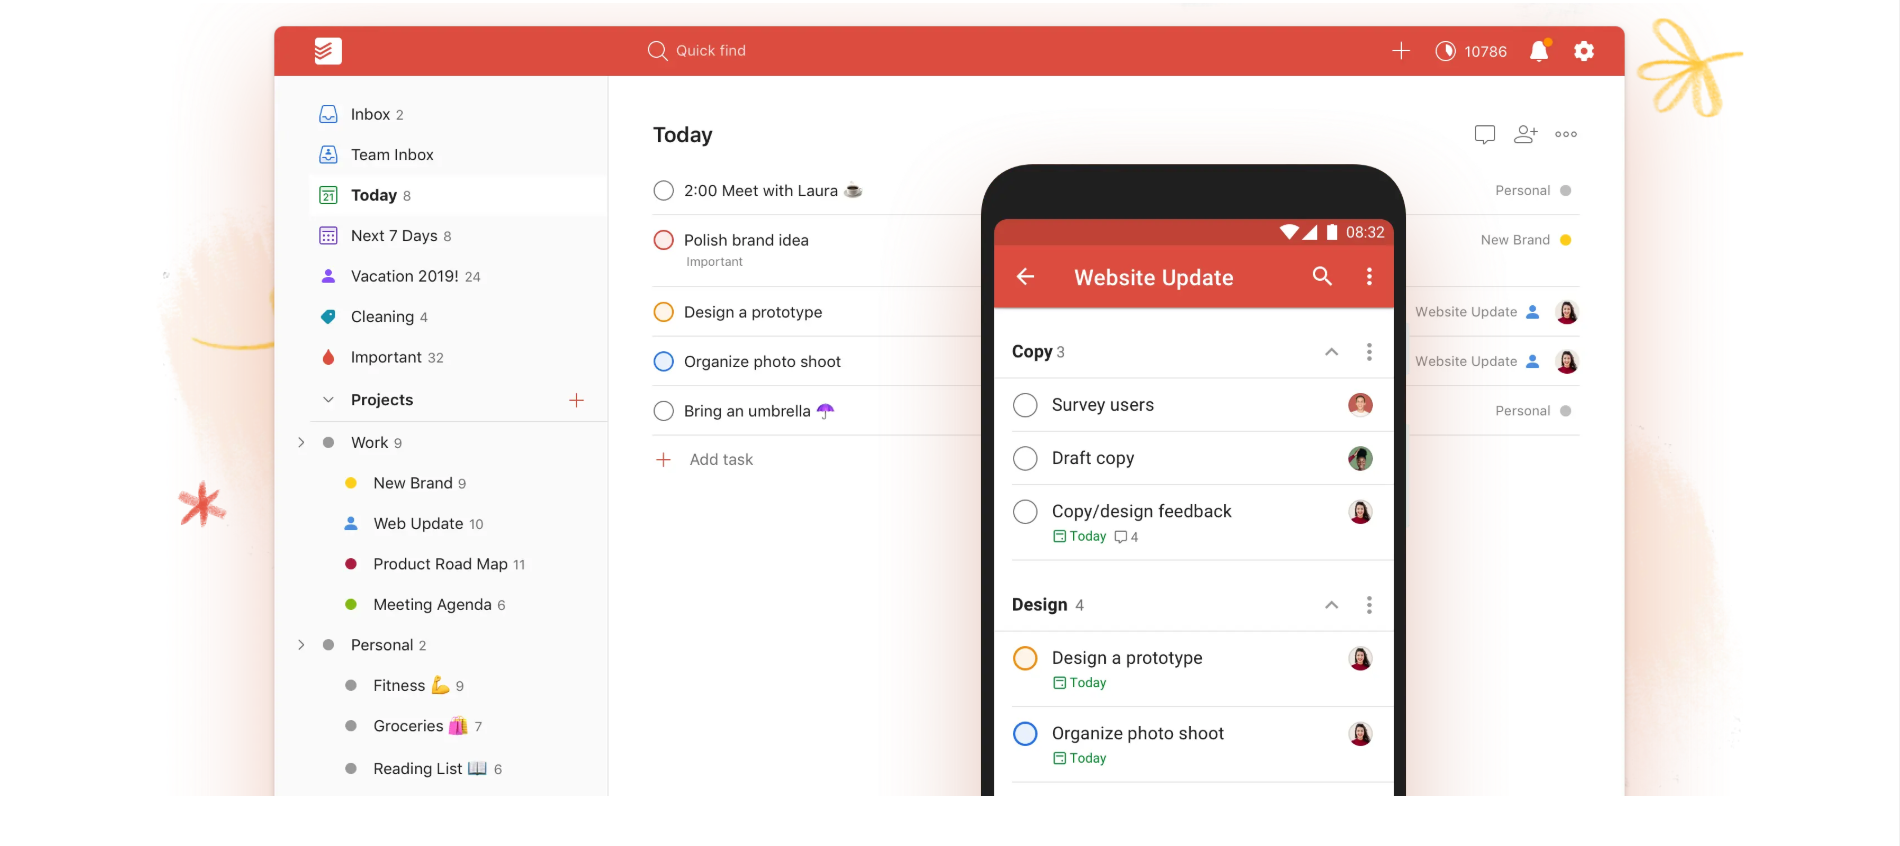 Quick find
10786
Inbox 2
Team Inbox
21 Today 8
Next 7 Days 8
Vacation 2019! 24
Cleaning 4
Important 32
Projects
Work 9
New Brand 9
Web Update 10
Product Road Map 11
Meeting Agenda 6
Personal 2
Fitness 💪 9
Groceries 🛍️ 7
Reading List 📖 6
Today
2:00 Meet with Laura ☕ Personal
Polish brand idea New Brand
Important
Design a prototype Website Update
Organize photo shoot Website Update
Bring an umbrella ☂ Personal
Add task
08:32
Website Update
Copy 3
Survey users
Draft copy
Copy/design feedback
Today 4
Design 4
Design a prototype
Today
Organize photo shoot
Today